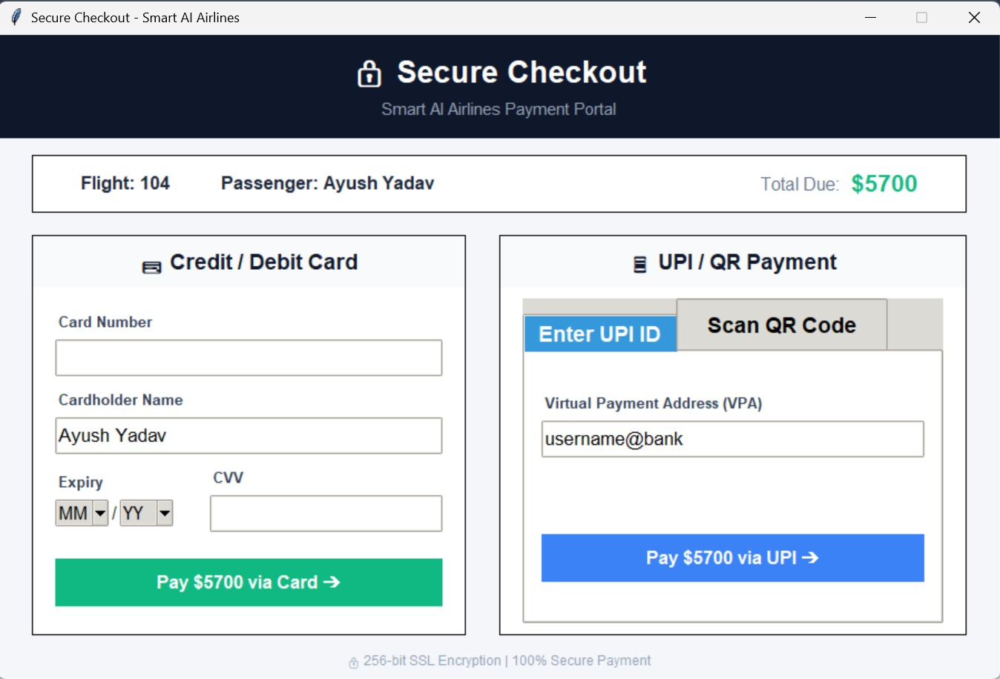 Secure Checkout - Smart AI Airlines
Secure Checkout
Smart AI Airlines Payment Portal
Flight: 104 Passenger: Ayush Yadav Total Due: $5700
Credit / Debit Card
Card Number
Cardholder Name
Ayush Yadav
Expiry CVV
MM / YY
Pay $5700 via Card →
UPI / QR Payment
Enter UPI ID Scan QR Code
Virtual Payment Address (VPA)
username@bank
Pay $5700 via UPI →
256-bit SSL Encryption | 100% Secure Payment